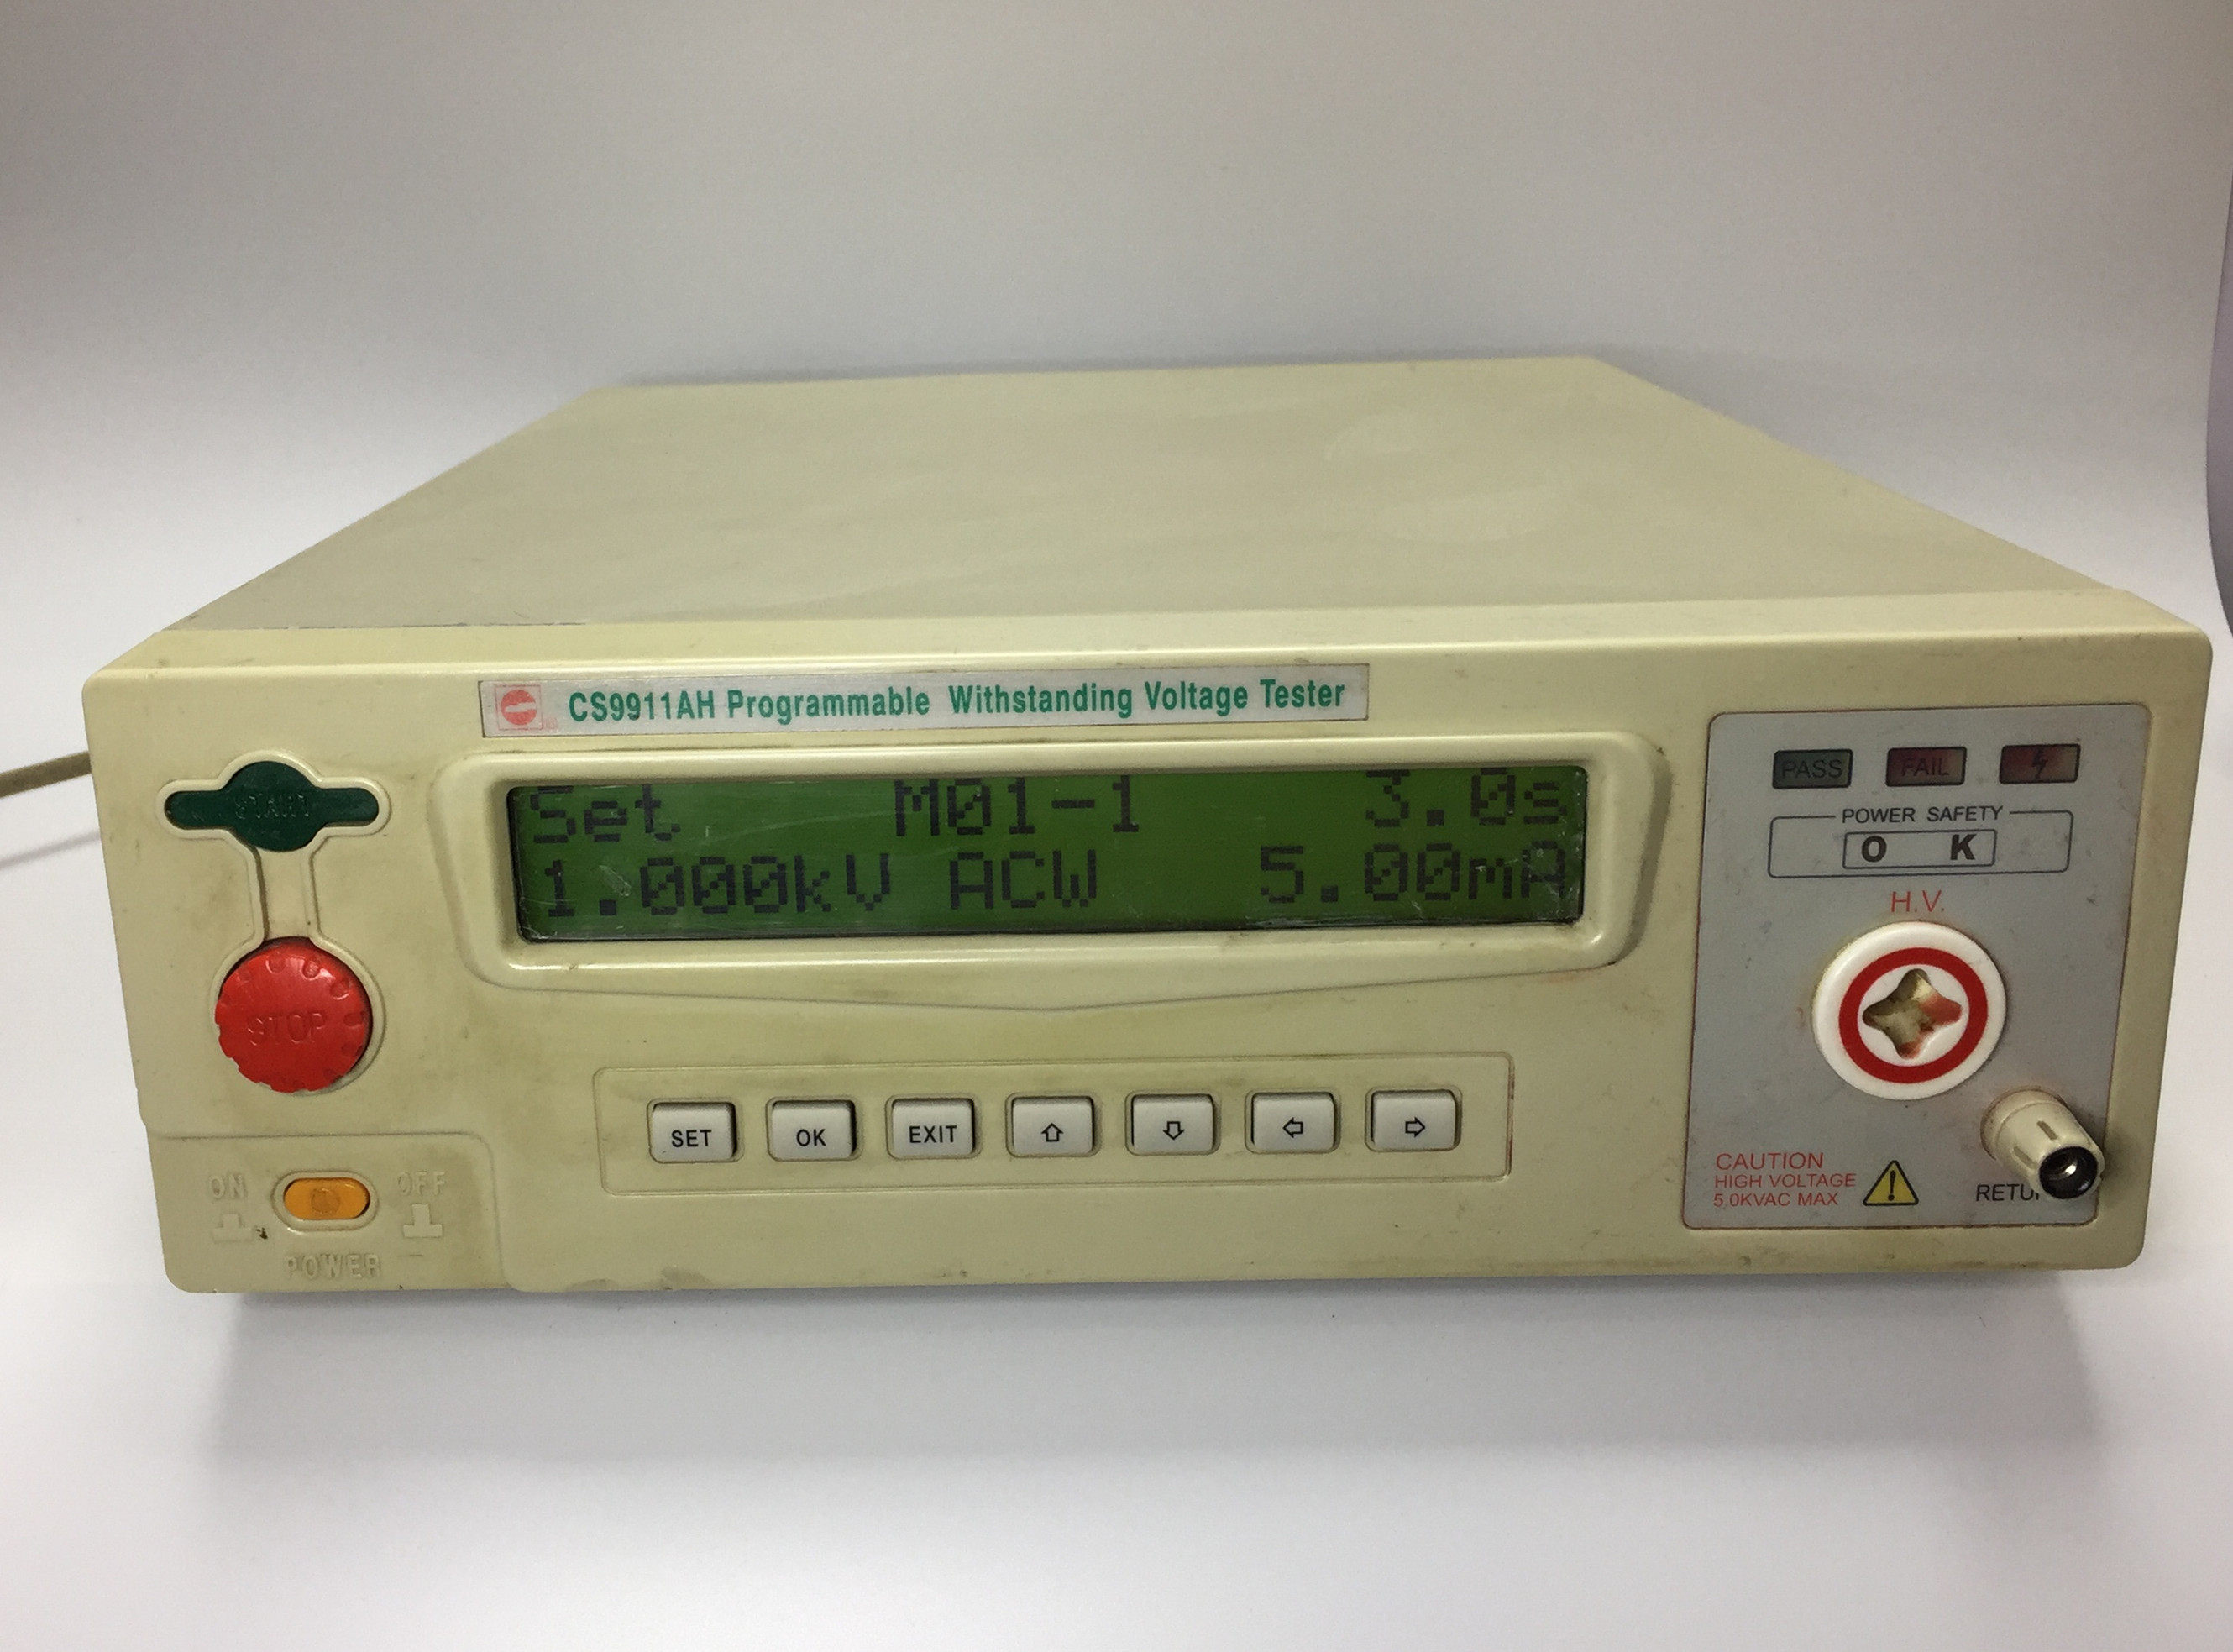 CS9911AH Programmable Withstanding Voltage Tester
START
Set M01-1 3.0s
1.000kV ACW 5.00mA
PASS FAIL
POWER SAFETY
O K
H.V.
STOP
SET OK EXIT
ON OFF
POWER
CAUTION
HIGH VOLTAGE
5.0KVAC MAX